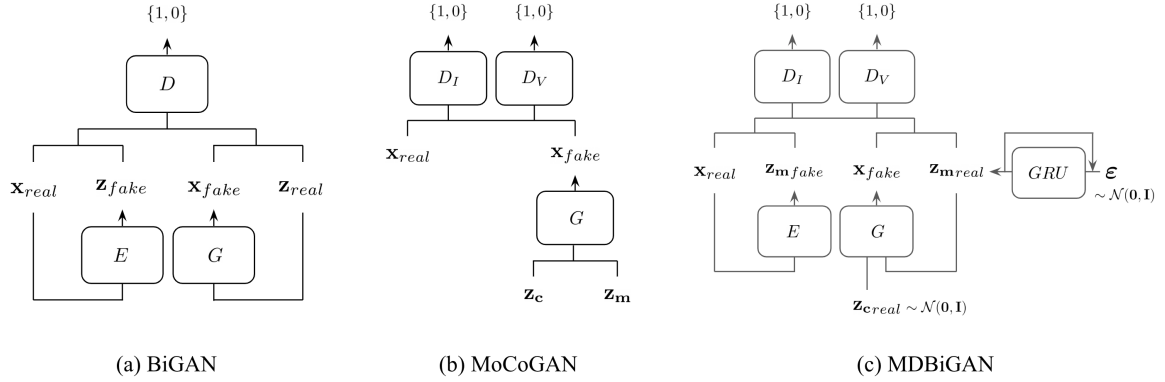 {1, 0}
D
x_real z_fake x_fake z_real
E G
(a) BiGAN
{1, 0} {1, 0}
D_I D_V
x_real x_fake
G
z_c z_m
(b) MoCoGAN
{1, 0} {1, 0}
D_I D_V
x_real z_m fake x_fake z_m real GRU ε
∼ N(0, I)
E G
z_c real ∼ N(0, I)
(c) MDBiGAN